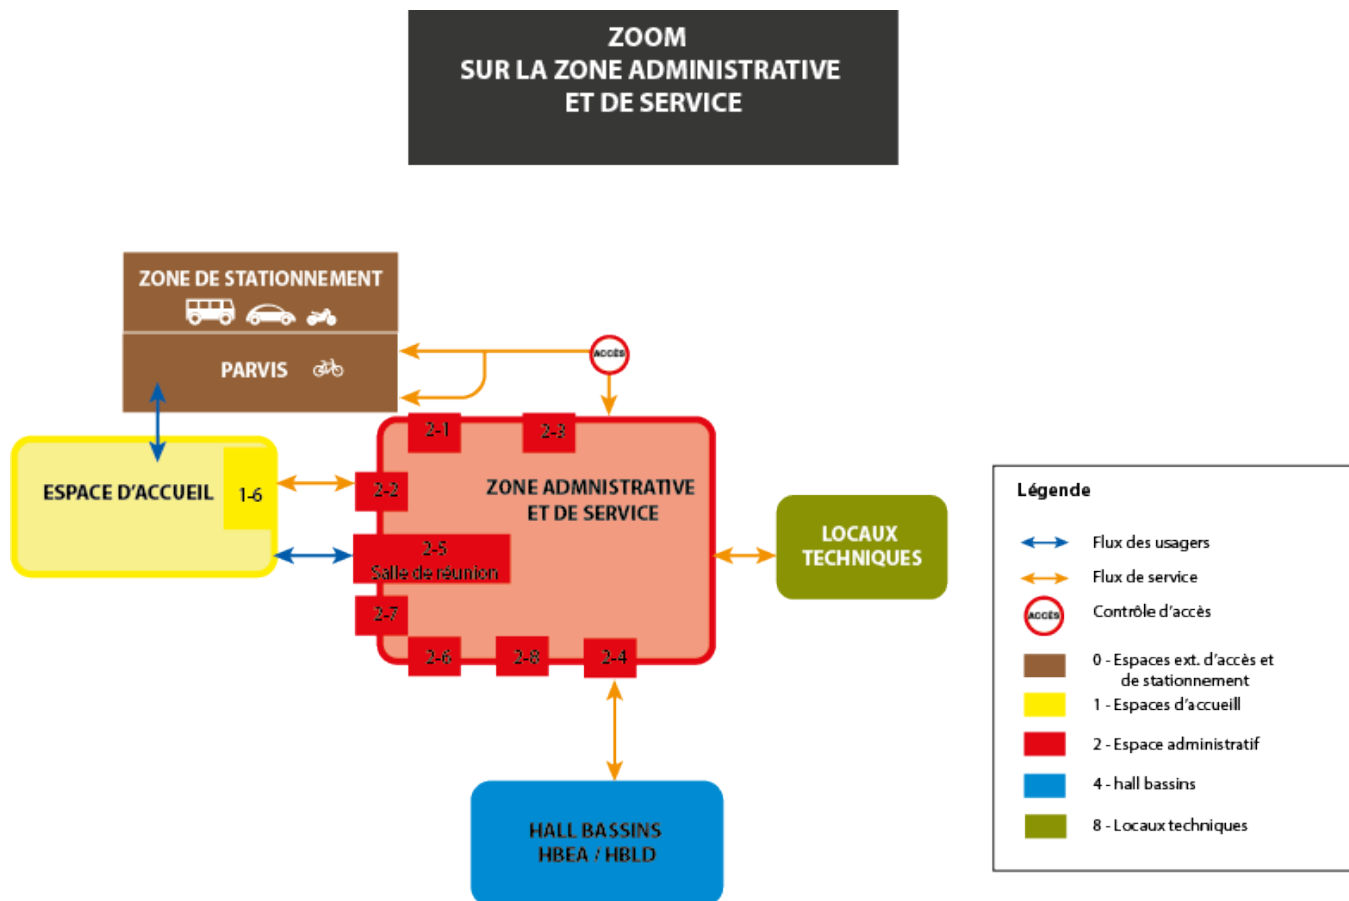 ZOOM
SUR LA ZONE ADMINISTRATIVE
ET DE SERVICE
ZONE DE STATIONNEMENT
PARVIS
ACCÈS
2-1
2-3
ESPACE D'ACCUEIL
1-6
2-2
ZONE ADMNISTRATIVE
ET DE SERVICE
2-5
Salle de réunion
2-7
2-6
2-8
2-4
LOCAUX
TECHNIQUES
HALL BASSINS
HBEA / HBLD
Légende
Flux des usagers
Flux de service
ACCÈS
Contrôle d'accès
0 - Espaces ext. d'accès et
de stationnement
1 - Espaces d'accueill
2 - Espace administratif
4 - hall bassins
8 - Locaux techniques